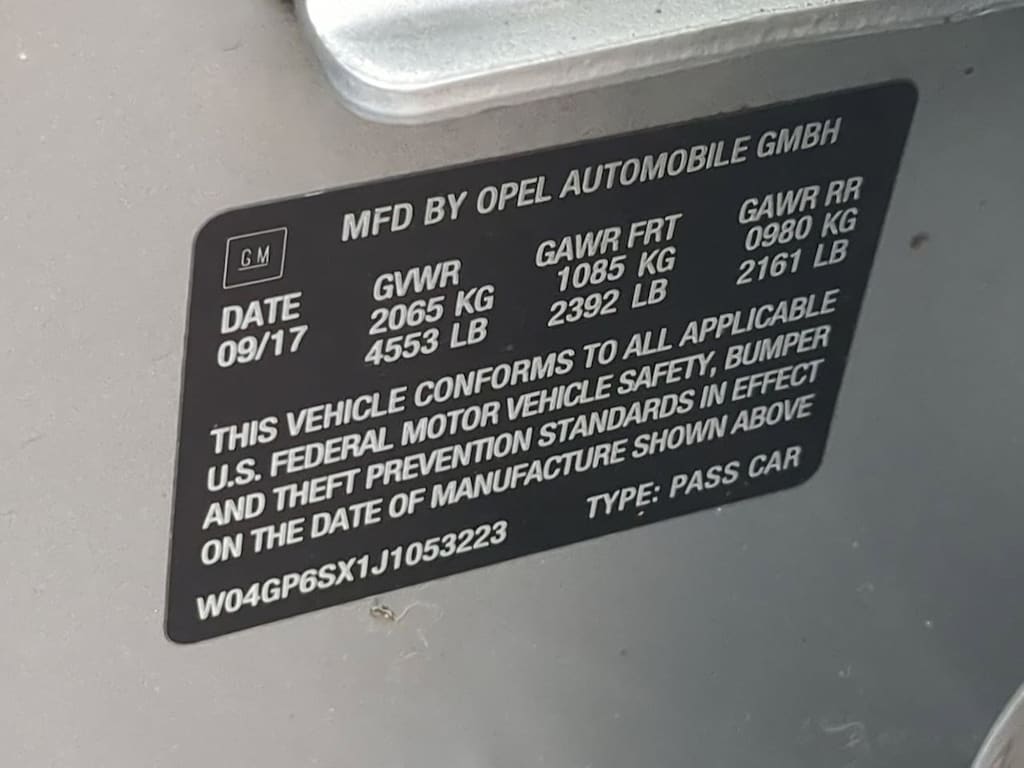 GM
MFD BY OPEL AUTOMOBILE GMBH
DATE GVWR GAWR FRT GAWR RR
09/17 2065 KG 1085 KG 0980 KG
4553 LB 2392 LB 2161 LB
THIS VEHICLE CONFORMS TO ALL APPLICABLE
U.S. FEDERAL MOTOR VEHICLE SAFETY, BUMPER
AND THEFT PREVENTION STANDARDS IN EFFECT
ON THE DATE OF MANUFACTURE SHOWN ABOVE
W04GP6SX1J1053223 TYPE: PASS CAR